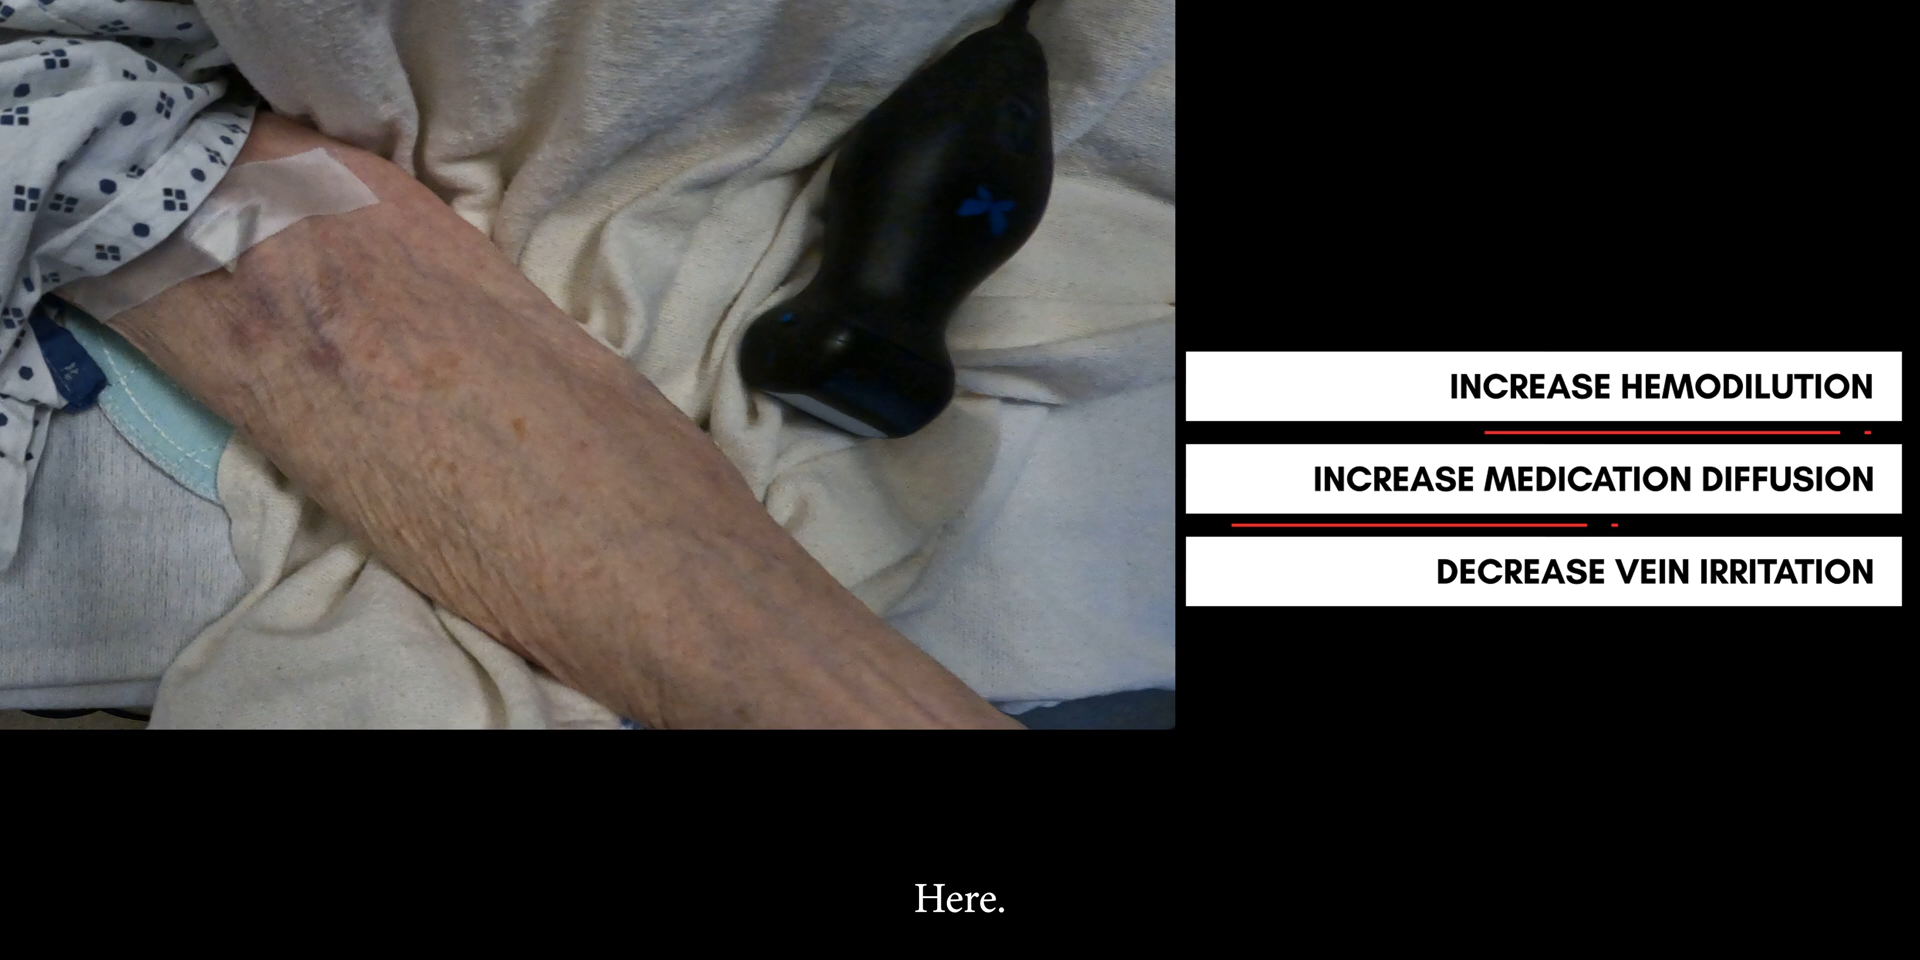 INCREASE HEMODILUTION
INCREASE MEDICATION DIFFUSION
DECREASE VEIN IRRITATION
Here.